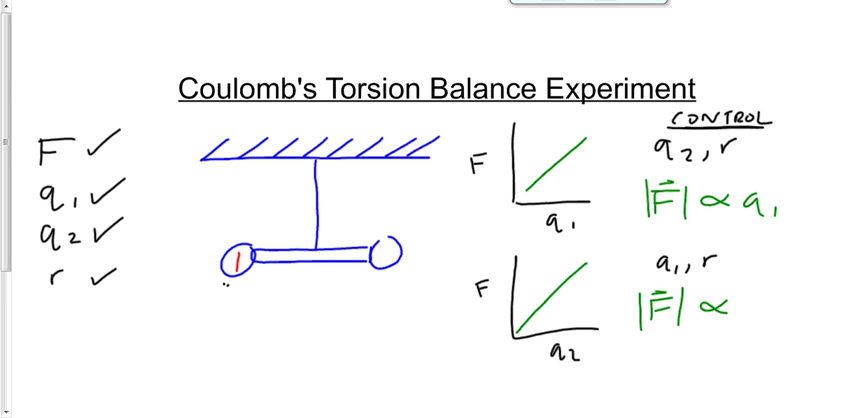 Coulomb's Torsion Balance Experiment
F ✓
q₁ ✓
q₂ ✓
r ✓
1
F
q₁
CONTROL
q₂, r
|F⃗| ∝ q₁
F
q₂
q₁, r
|F⃗| ∝